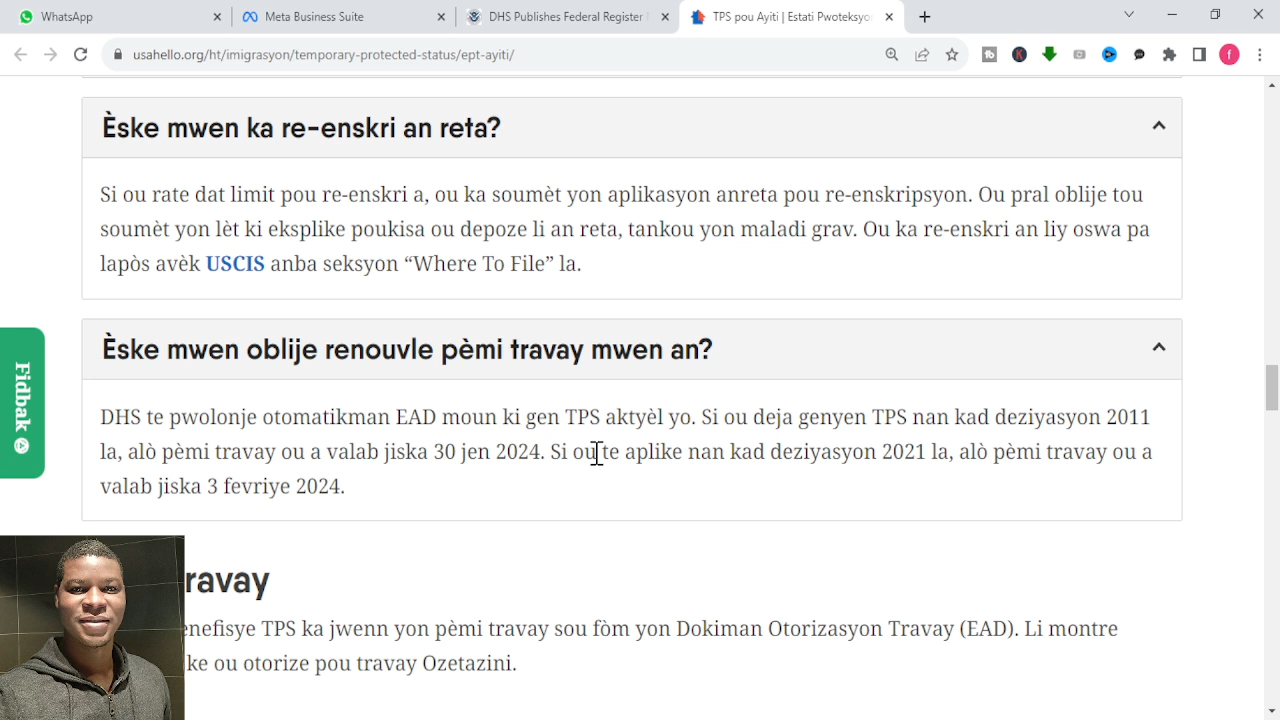 WhatsApp
Meta Business Suite
DHS Publishes Federal Register
TPS pou Ayiti | Estati Pwoteksyo
usahello.org/ht/imigrasyon/temporary-protected-status/ept-ayiti/
f
Èske mwen ka re-enskri an reta?
Si ou rate dat limit pou re-enskri a, ou ka soumèt yon aplikasyon anreta pou re-enskripsyon. Ou pral oblije tou
soumèt yon lèt ki eksplike poukisa ou depoze li an reta, tankou yon maladi grav. Ou ka re-enskri an liy oswa pa
lapòs avèk USCIS anba seksyon “Where To File” la.
Èske mwen oblije renouvle pèmi travay mwen an?
DHS te pwolonje otomatikman EAD moun ki gen TPS aktyèl yo. Si ou deja genyen TPS nan kad deziyasyon 2011
la, alò pèmi travay ou a valab jiska 30 jen 2024. Si ou te aplike nan kad deziyasyon 2021 la, alò pèmi travay ou a
valab jiska 3 fevriye 2024.
Fidbak
ravay
enefisye TPS ka jwenn yon pèmi travay sou fòm yon Dokiman Otorizasyon Travay (EAD). Li montre
ke ou otorize pou travay Ozetazini.